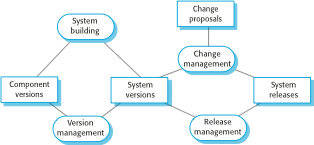 System
building
Change
proposals
Change
management
Component
versions
System
versions
System
releases
Version
management
Release
management